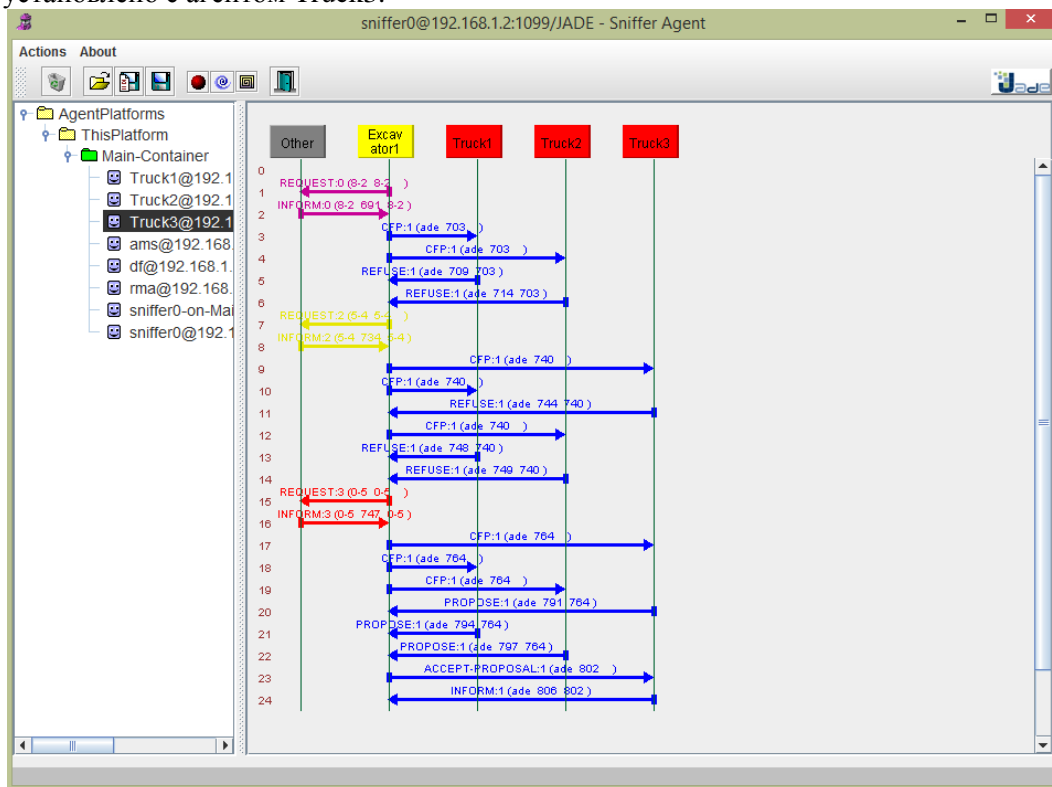 установлено с агентом Truck3.
sniffer0@192.168.1.2:1099/JADE - Sniffer Agent
Actions About
Jade
AgentPlatforms
ThisPlatform
Main-Container
Truck1@192.1
Truck2@192.1
Truck3@192.1
ams@192.168.
df@192.168.1.
rma@192.168.
sniffer0-on-Mai
sniffer0@192.1
Other
Excav
ator1
Truck1
Truck2
Truck3
0
REQUEST:0 (8-2 8-2 )
1
INFORM:0 (8-2 691 8-2 )
2
CFP:1 (ade 703 )
3
CFP:1 (ade 703 )
4
REFUSE:1 (ade 709 703 )
5
REFUSE:1 (ade 714 703 )
6
REQUEST:2 (5-4 5-4 )
7
INFORM:2 (5-4 734 5-4 )
8
CFP:1 (ade 740 )
9
CFP:1 (ade 740 )
10
REFUSE:1 (ade 744 740 )
11
CFP:1 (ade 740 )
12
REFUSE:1 (ade 748 740 )
13
REFUSE:1 (ade 749 740 )
14
REQUEST:3 (0-5 0-5 )
15
INFORM:3 (0-5 747 0-5 )
16
CFP:1 (ade 764 )
17
CFP:1 (ade 764 )
18
CFP:1 (ade 764 )
19
PROPOSE:1 (ade 791 764 )
20
PROPOSE:1 (ade 794 764 )
21
PROPOSE:1 (ade 797 764 )
22
ACCEPT-PROPOSAL:1 (ade 802 )
23
INFORM:1 (ade 806 802 )
24